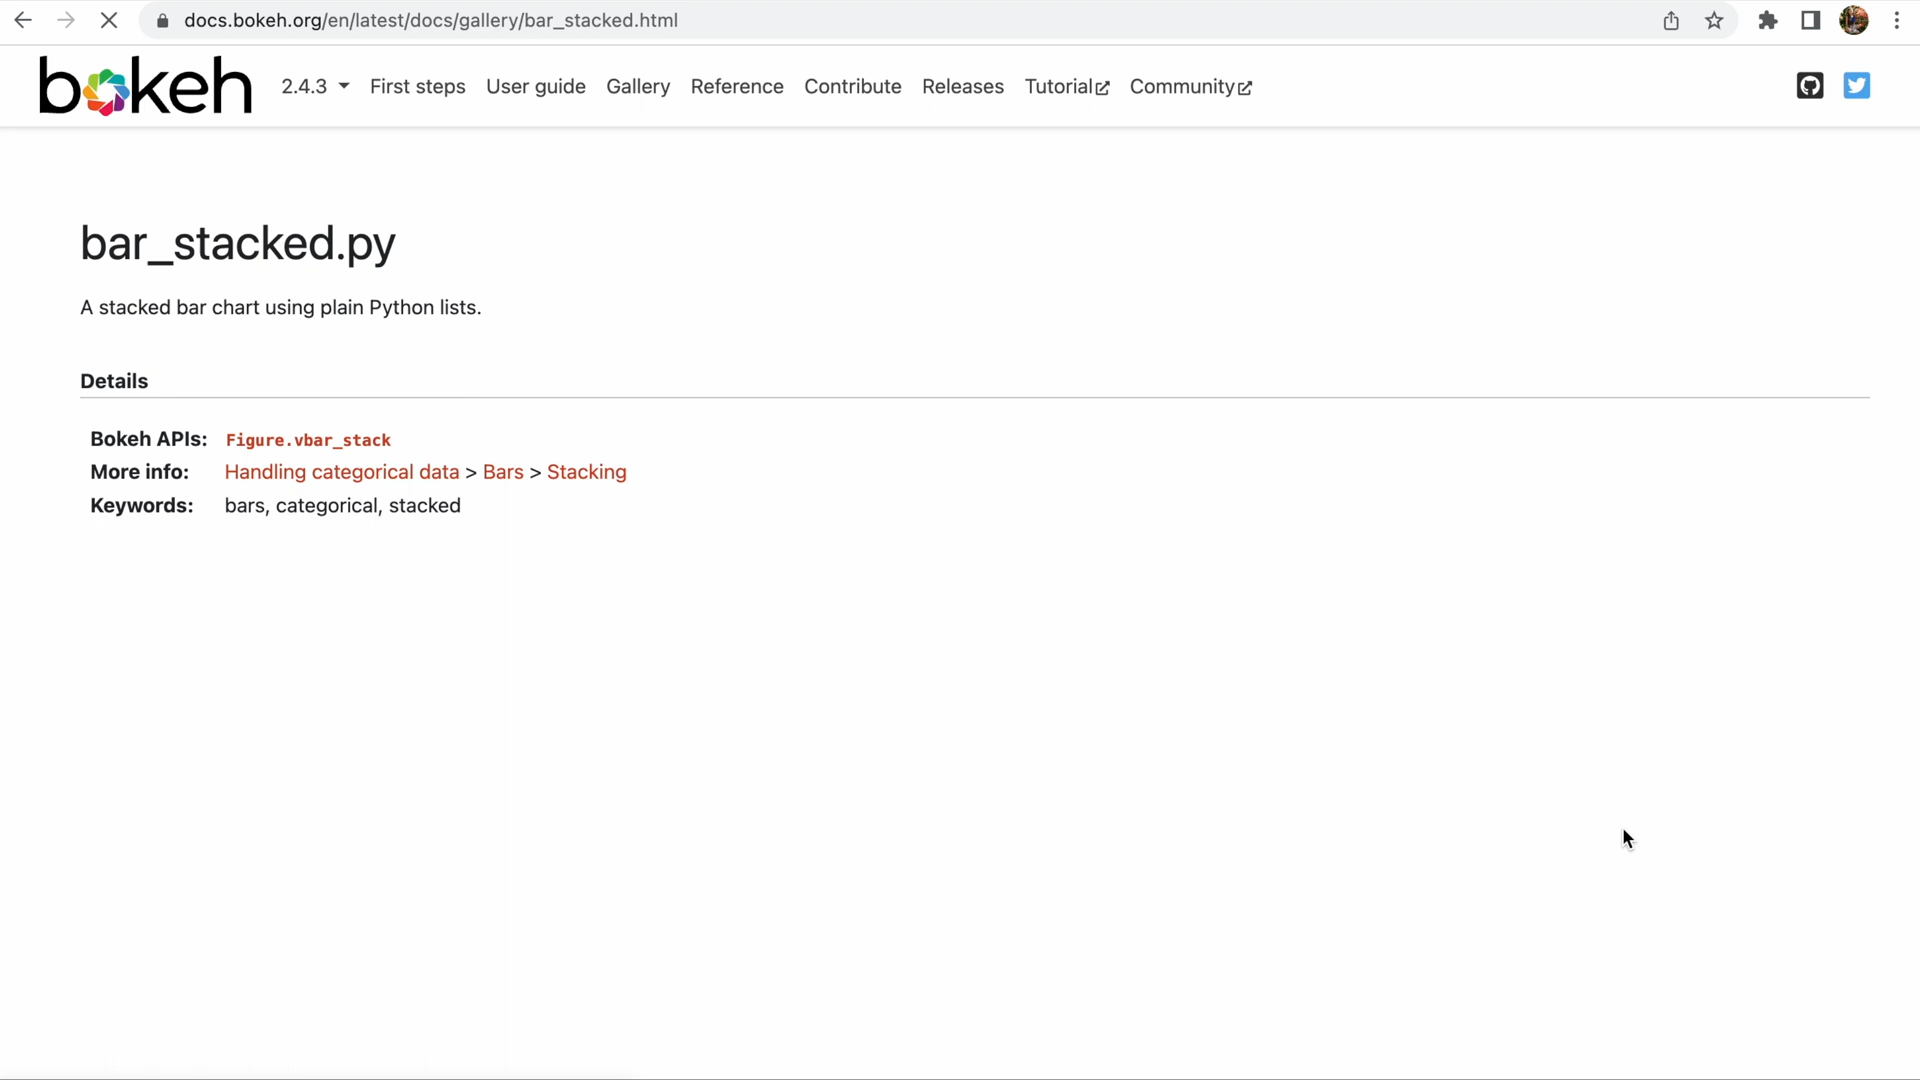 docs.bokeh.org/en/latest/docs/gallery/bar_stacked.html
bokeh 2.4.3 First steps User guide Gallery Reference Contribute Releases Tutorial Community
bar_stacked.py
A stacked bar chart using plain Python lists.
Details
Bokeh APIs: Figure.vbar_stack
More info: Handling categorical data > Bars > Stacking
Keywords: bars, categorical, stacked